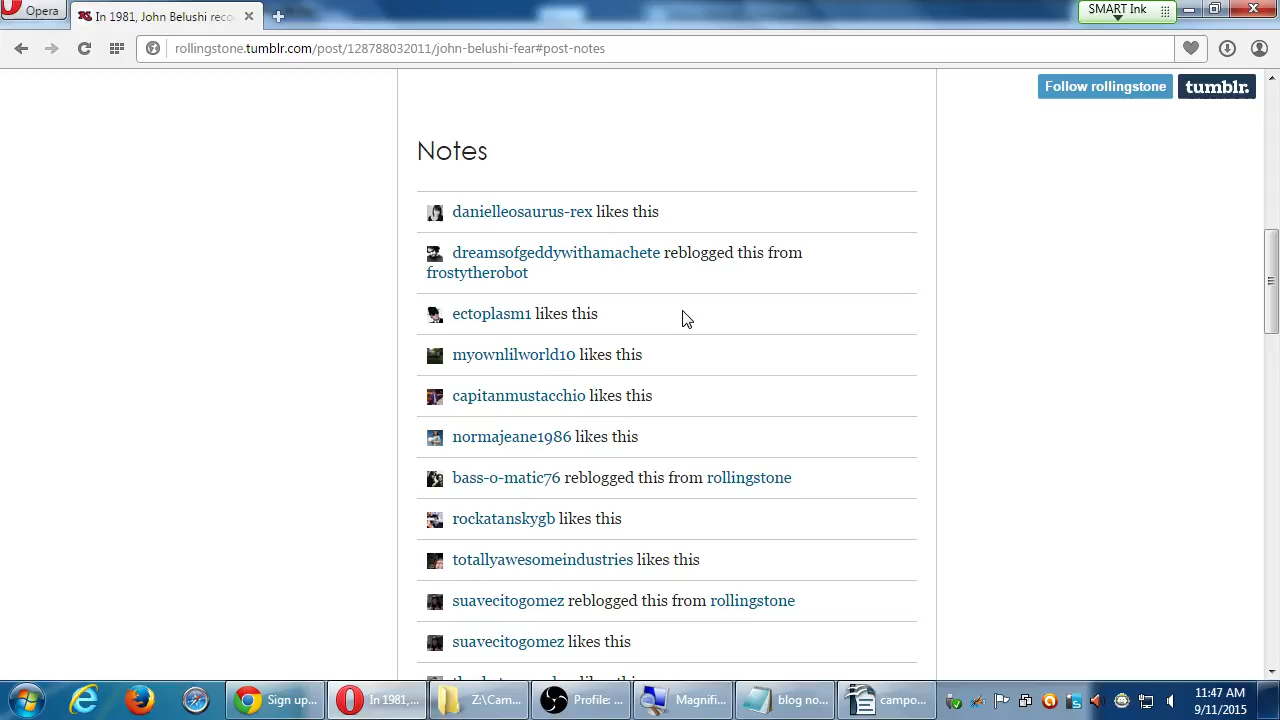 Opera
In 1981, John Belushi reco
SMART Ink
rollingstone.tumblr.com/post/128788032011/john-belushi-fear#post-notes
Follow rollingstone
tumblr.
Notes
danielleosaurus-rex likes this
dreamsofgeddywithamachete reblogged this from
frostytherobot
ectoplasm1 likes this
myownlilworld10 likes this
capitanmustacchio likes this
normajeane1986 likes this
bass-o-matic76 reblogged this from rollingstone
rockatanskygb likes this
totallyawesomeindustries likes this
suavecitogomez reblogged this from rollingstone
suavecitogomez likes this
Sign up...
In 1981,...
Z:\Cam...
Profile: ...
Magnifi...
blog no...
campo...
11:47 AM
9/11/2015